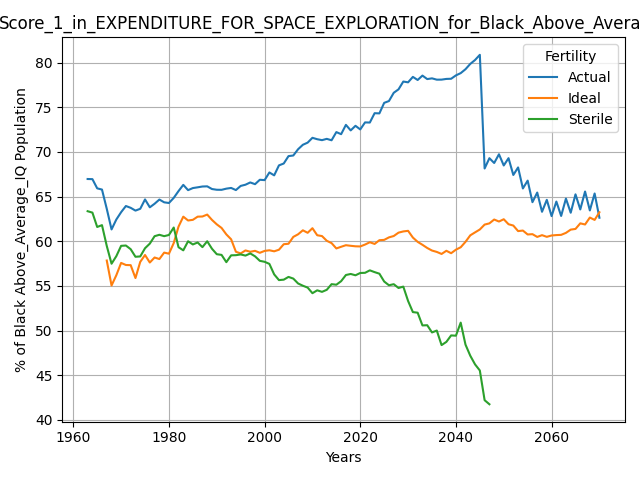 Score_1_in_EXPENDITURE_FOR_SPACE_EXPLORATION_for_Black_Above_Avera
% of Black Above_Average_IQ Population
80
75
70
65
60
55
50
45
40
1960
1980
2000
2020
2040
2060
Years
Fertility
Actual
Ideal
Sterile